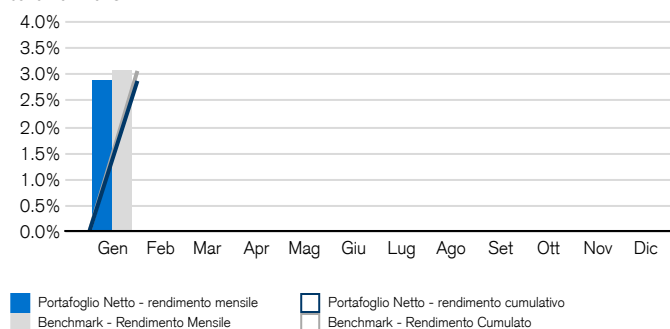 4.0%
3.5%
3.0%
2.5%
2.0%
1.5%
1.0%
0.5%
0.0%
Gen Feb Mar Apr Mag Giu Lug Ago Set Ott Nov Dic
Portafoglio Netto - rendimento mensile
Portafoglio Netto - rendimento cumulativo
Benchmark - Rendimento Mensile
Benchmark - Rendimento Cumulato